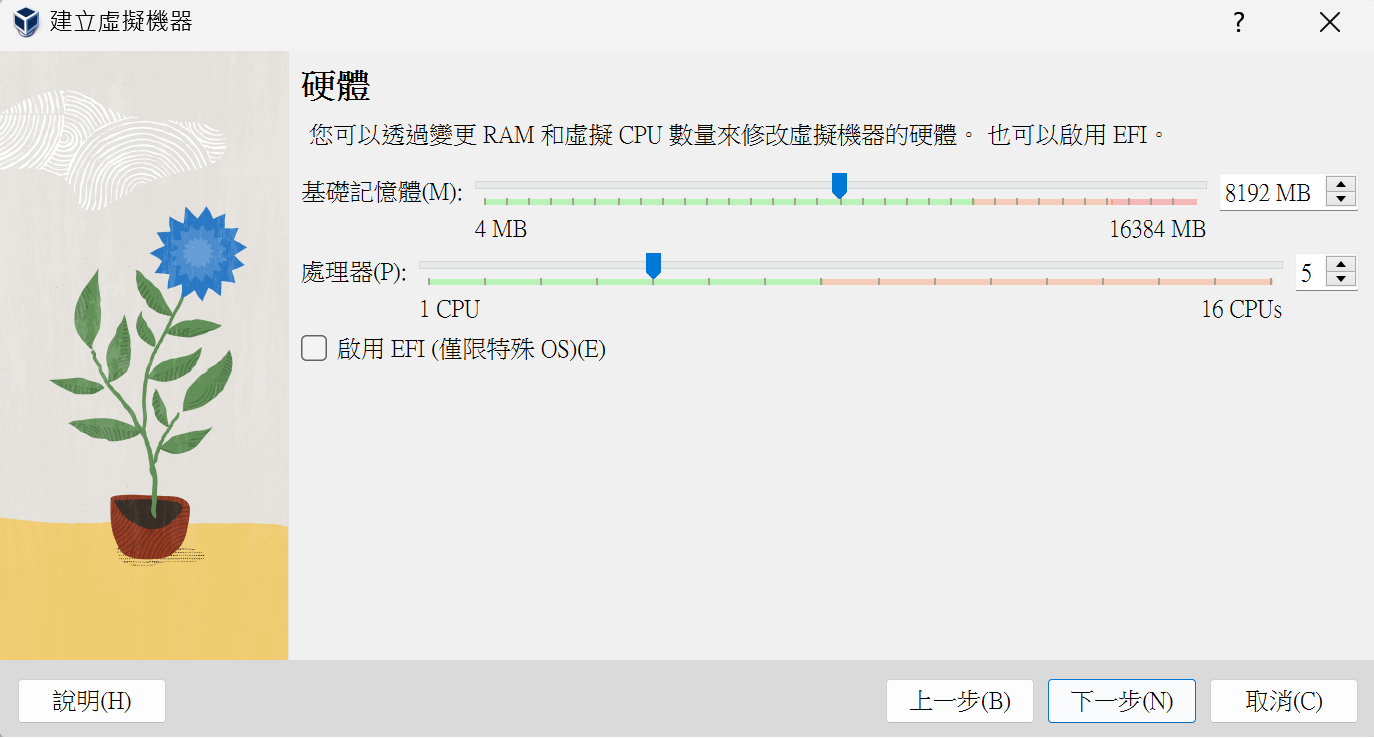 建立虛擬機器
?
硬體
您可以透過變更 RAM 和虛擬 CPU 數量來修改虛擬機器的硬體。 也可以啟用 EFI。
基礎記憶體(M): 8192 MB
4 MB 16384 MB
處理器(P): 5
1 CPU 16 CPUs
啟用 EFI (僅限特殊 OS)(E)
說明(H) 上一步(B) 下一步(N) 取消(C)